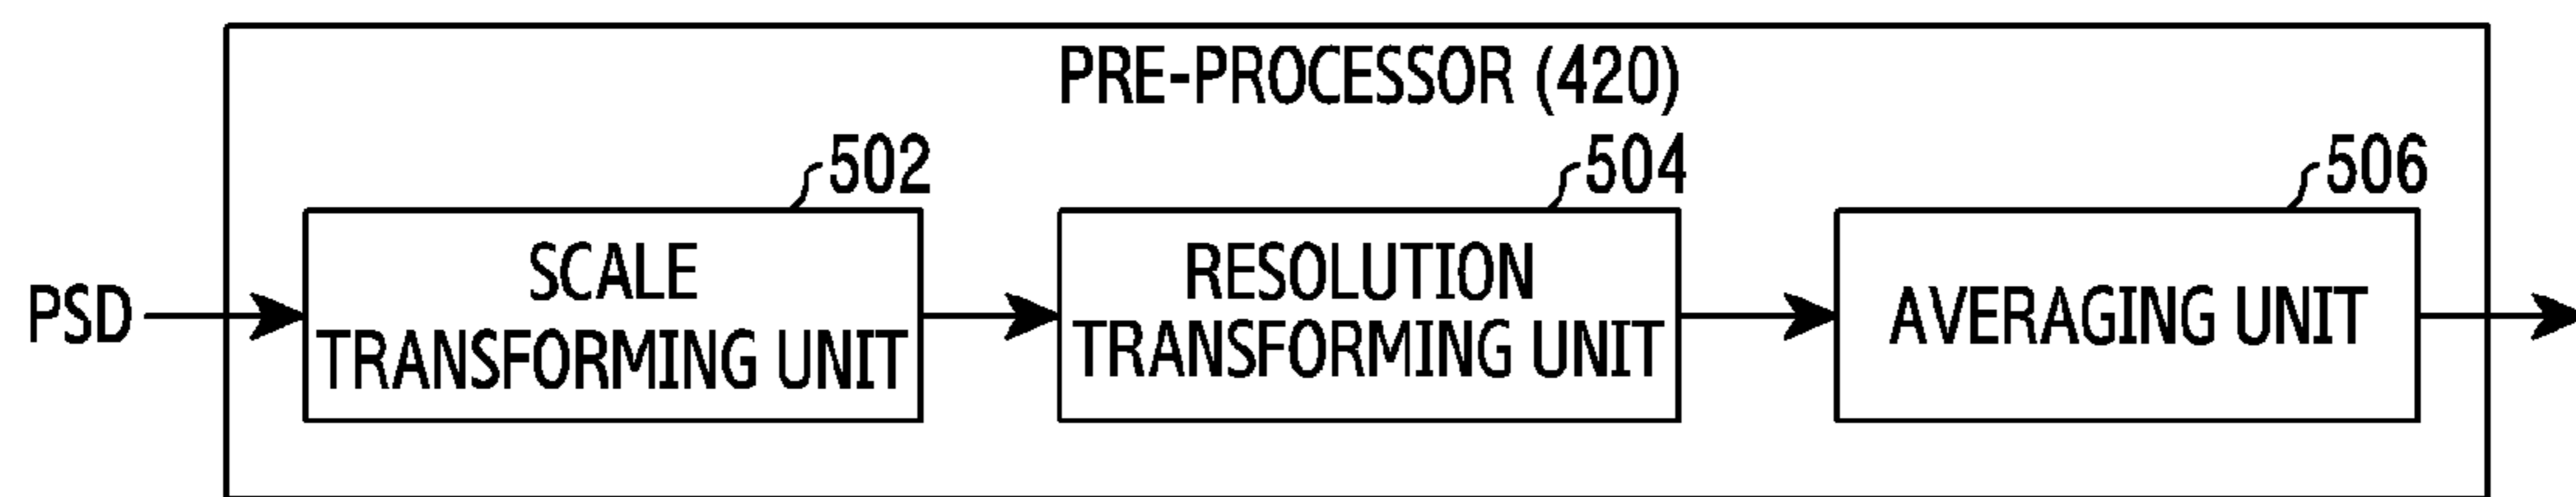 PRE-PROCESSOR (420)
502
504
506
PSD
SCALE
TRANSFORMING UNIT
RESOLUTION
TRANSFORMING UNIT
AVERAGING UNIT